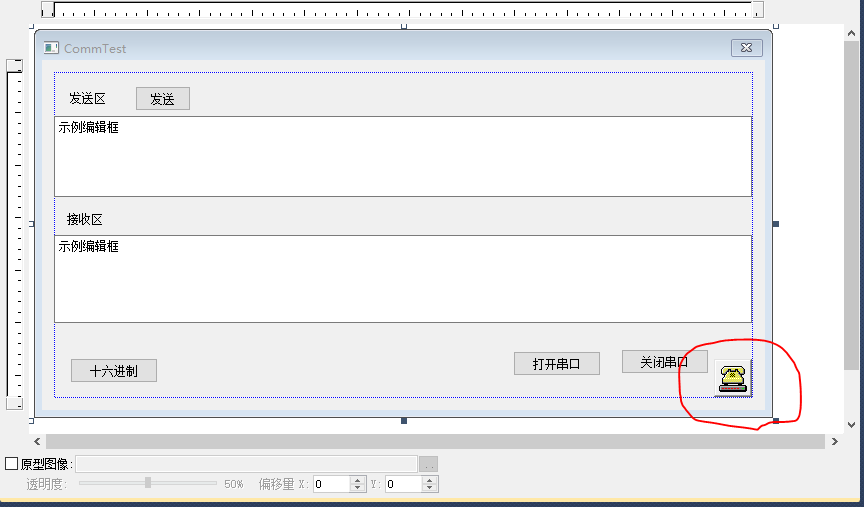 CommTest
发送区 发送
示例编辑框
接收区
示例编辑框
十六进制 打开串口 关闭串口
原型图像: ..
透明度: 50% 偏移量 X: 0 Y: 0